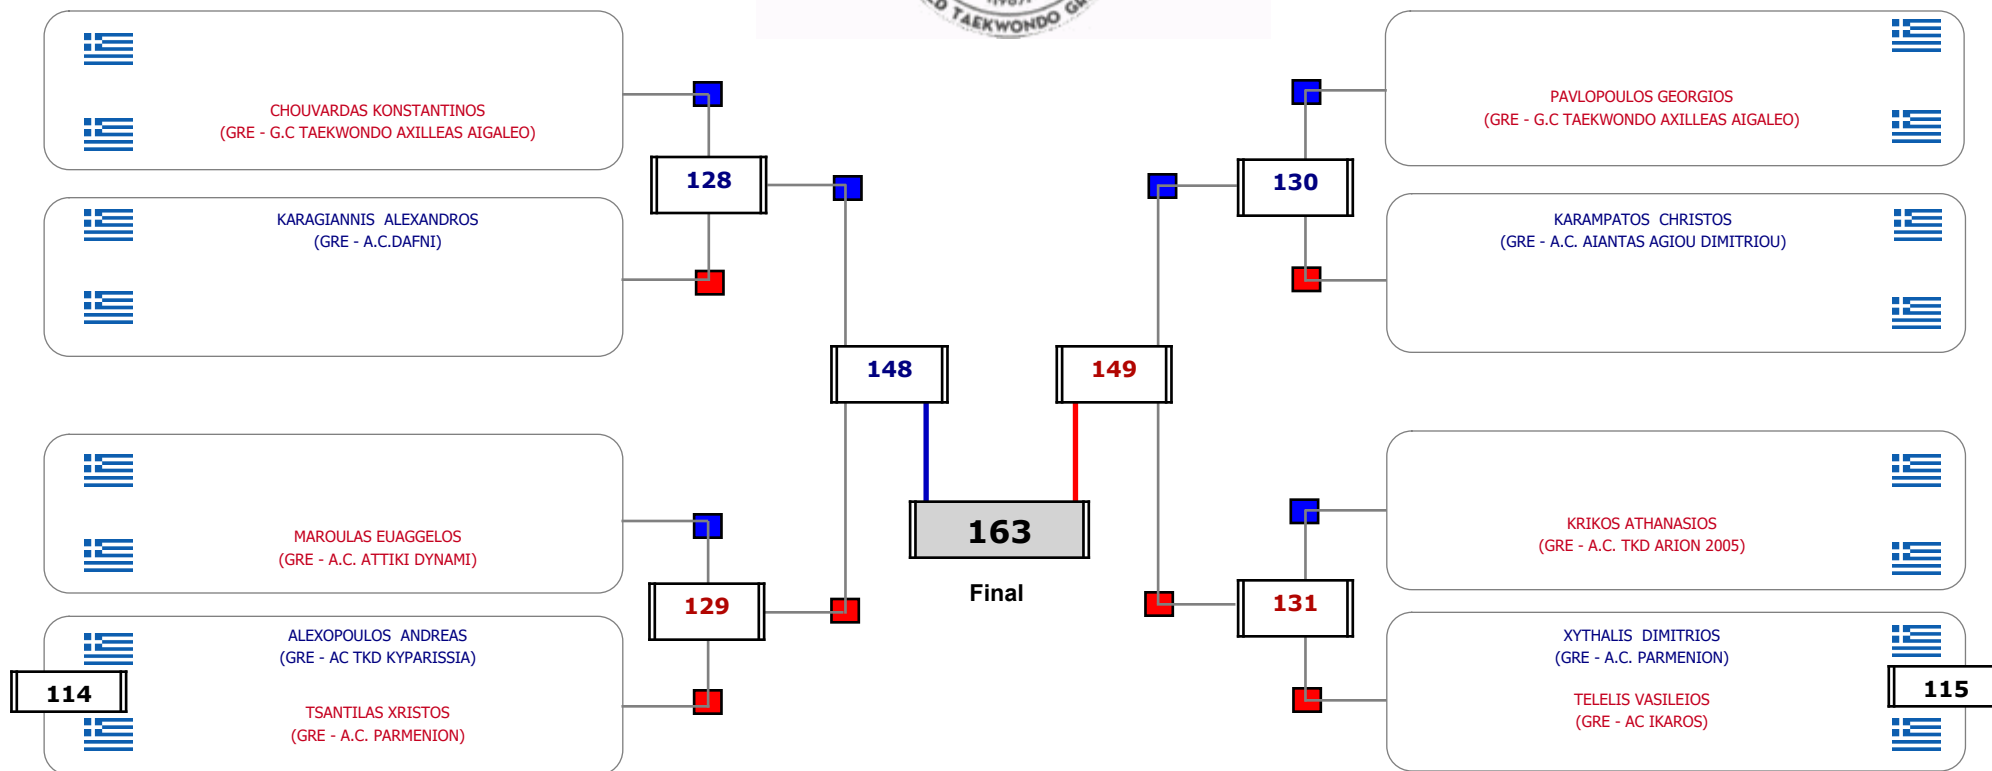 TAEKWONDO
CHOUVARDAS KONSTANTINOS
(GRE - G.C TAEKWONDO AXILLEAS AIGALEO)
128
KARAGIANNIS  ALEXANDROS
(GRE - A.C.DAFNI)
148
MAROULAS EUAGGELOS
(GRE - A.C. ATTIKI DYNAMI)
129
ALEXOPOULOS  ANDREAS
(GRE - AC TKD KYPARISSIA)
114
TSANTILAS XRISTOS
(GRE - A.C. PARMENION)
163
Final
PAVLOPOULOS GEORGIOS
(GRE - G.C TAEKWONDO AXILLEAS AIGALEO)
130
KARAMPATOS  CHRISTOS
(GRE - A.C. AIANTAS AGIOU DIMITRIOU)
149
KRIKOS ATHANASIOS
(GRE - A.C. TKD ARION 2005)
131
XYTHALIS  DIMITRIOS
(GRE - A.C. PARMENION)
115
TELELIS VASILEIOS
(GRE - AC IKAROS)